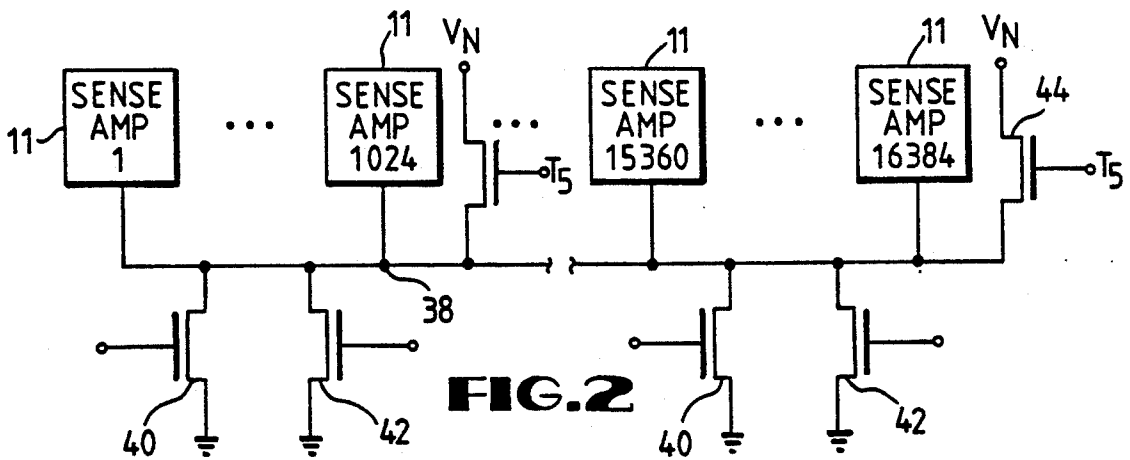 11
V_N
11
11
V_N
SENSE
AMP
1
11
...
SENSE
AMP
1024
...
T_5
SENSE
AMP
15360
...
SENSE
AMP
16384
44
T_5
38
40
42
FIG.2
40
42